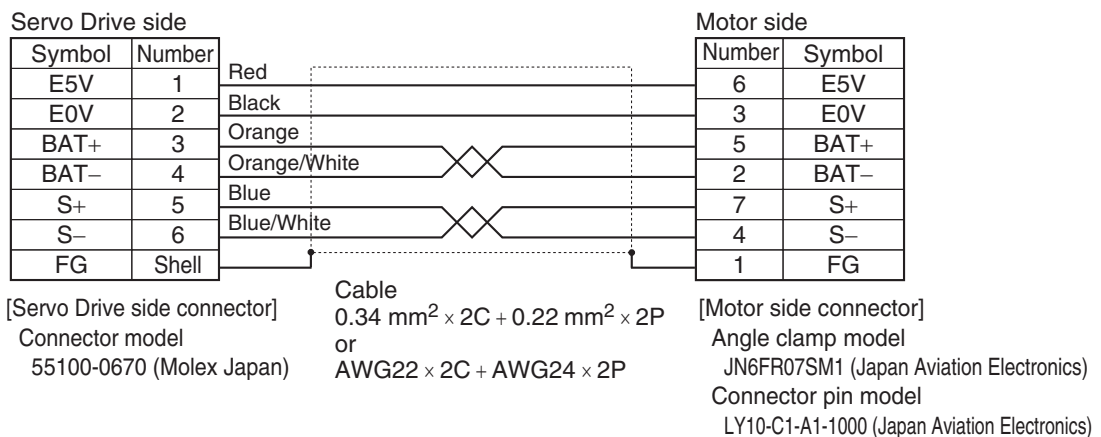 Servo Drive side Motor side
Symbol Number Number Symbol
E5V 1 Red 6 E5V
E0V 2 Black 3 E0V
BAT+ 3 Orange 5 BAT+
BAT− 4 Orange/White 2 BAT−
S+ 5 Blue 7 S+
S− 6 Blue/White 4 S−
FG Shell 1 FG
[Servo Drive side connector]
Connector model
55100-0670 (Molex Japan)
Cable
0.34 mm² × 2C + 0.22 mm² × 2P
or
AWG22 × 2C + AWG24 × 2P
[Motor side connector]
Angle clamp model
JN6FR07SM1 (Japan Aviation Electronics)
Connector pin model
LY10-C1-A1-1000 (Japan Aviation Electronics)